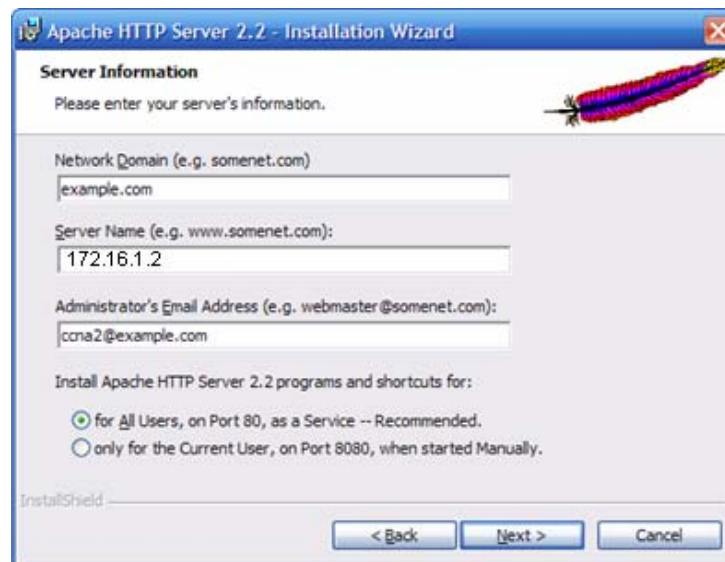 Apache HTTP Server 2.2 - Installation Wizard
Server Information
Please enter your server's information.
Network Domain (e.g. somenet.com)
example.com
Server Name (e.g. www.somenet.com):
172.16.1.2
Administrator's Email Address (e.g. webmaster@somenet.com):
ccna2@example.com
Install Apache HTTP Server 2.2 programs and shortcuts for:
for All Users, on Port 80, as a Service -- Recommended.
only for the Current User, on Port 8080, when started Manually.
InstallShield
< Back Next > Cancel